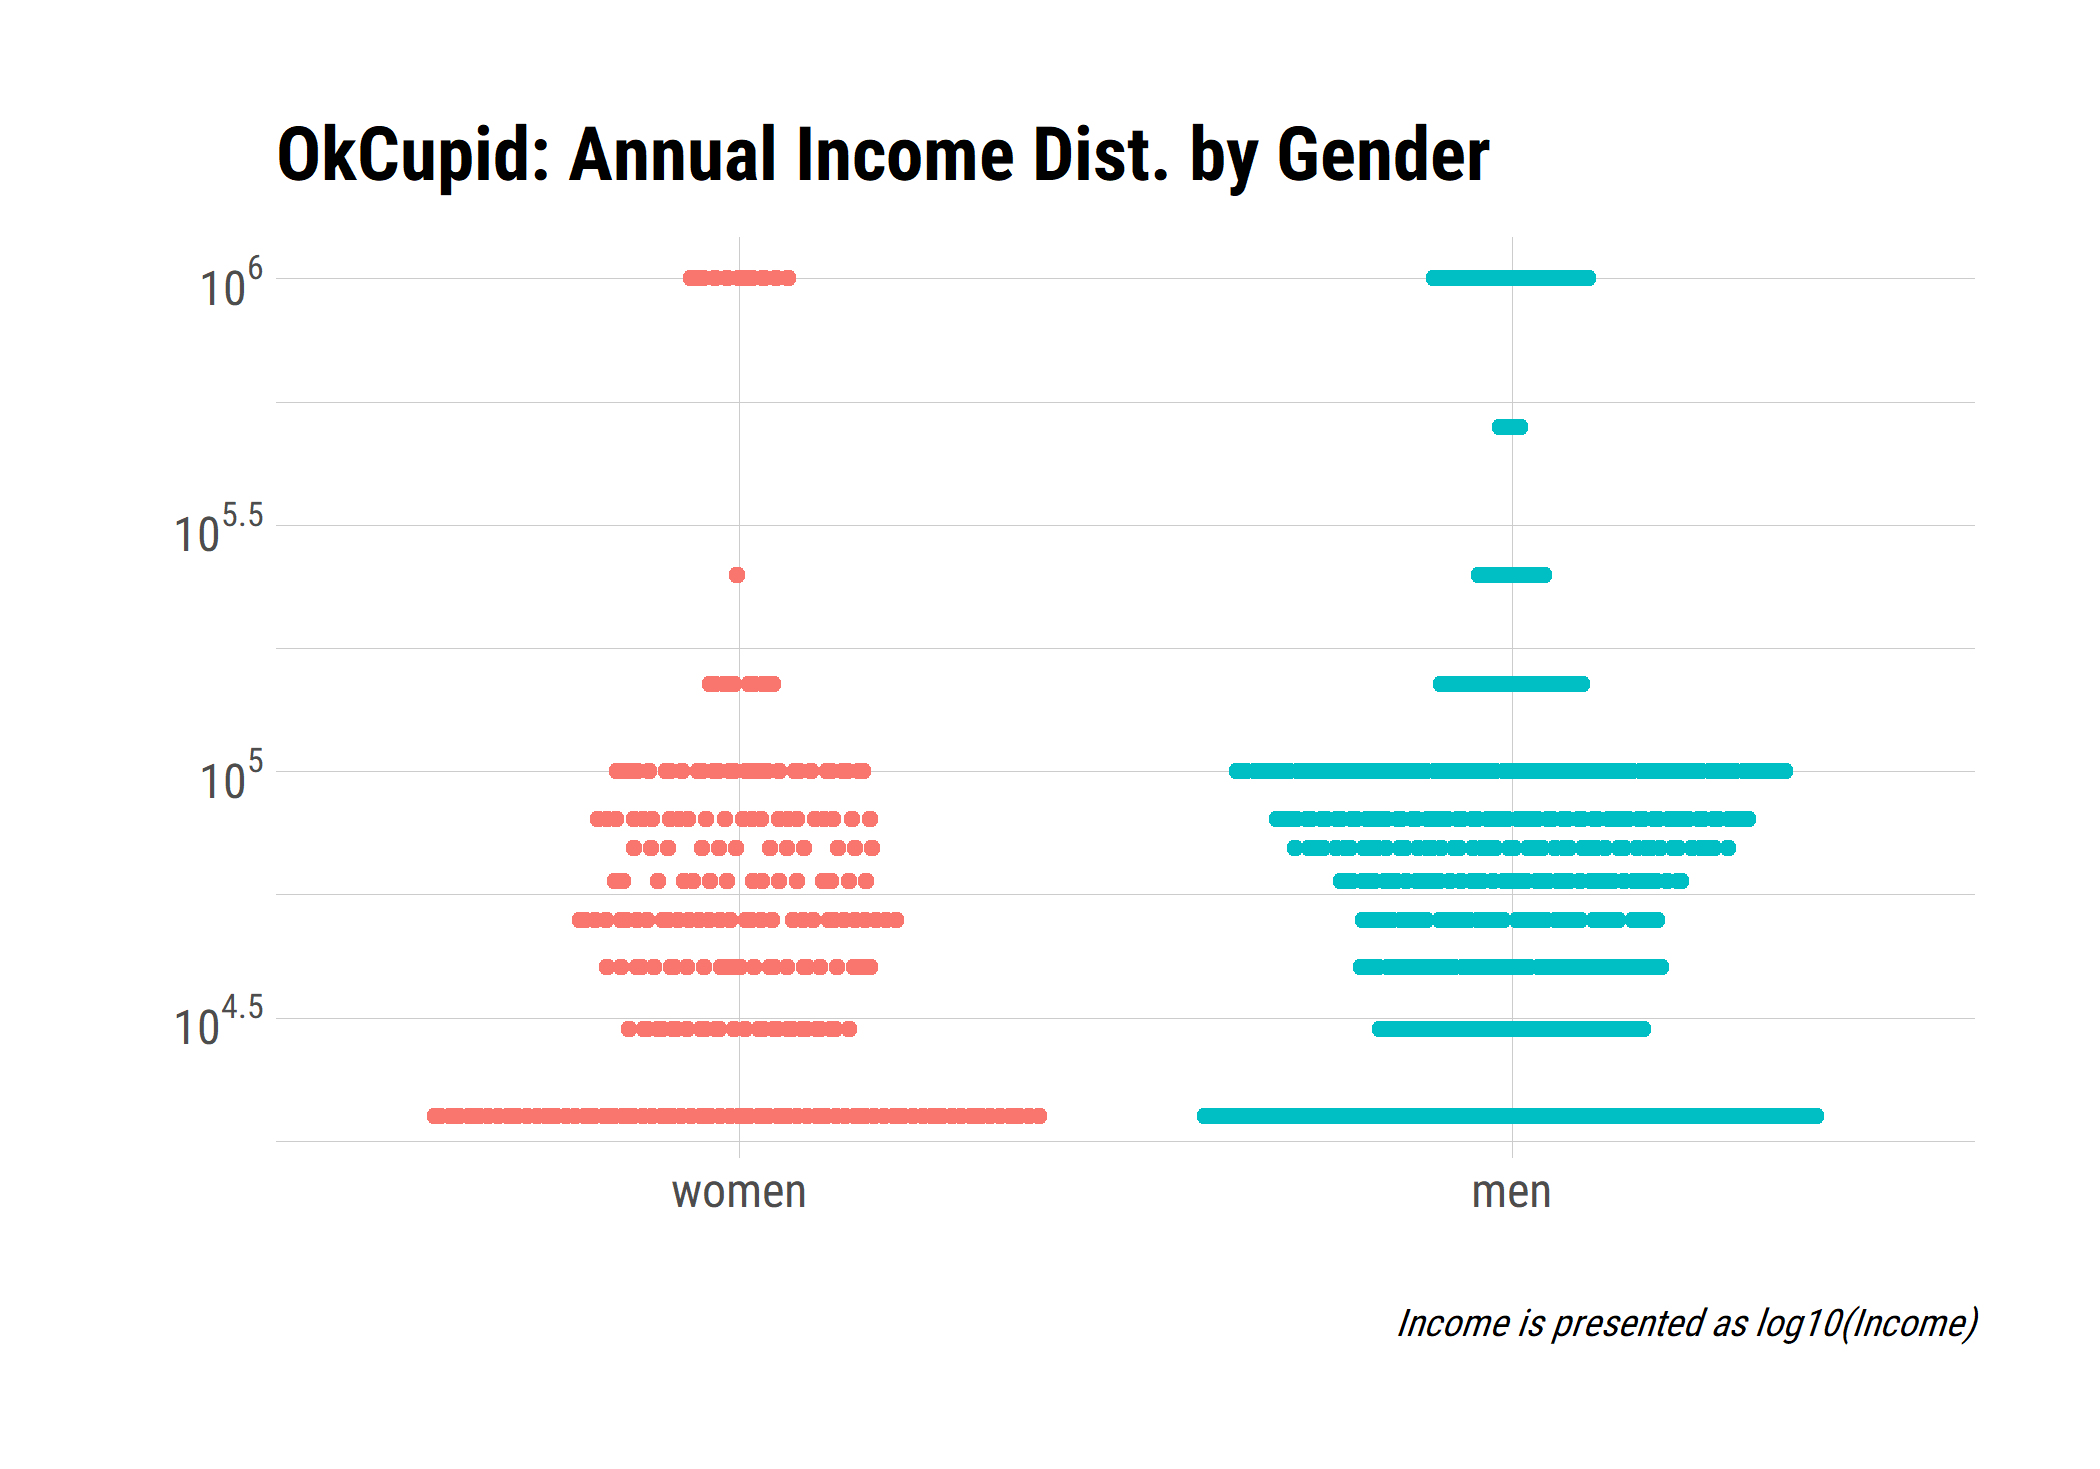 OkCupid: Annual Income Dist. by Gender
10^6
10^5.5
10^5
10^4.5
women men
Income is presented as log10(Income)